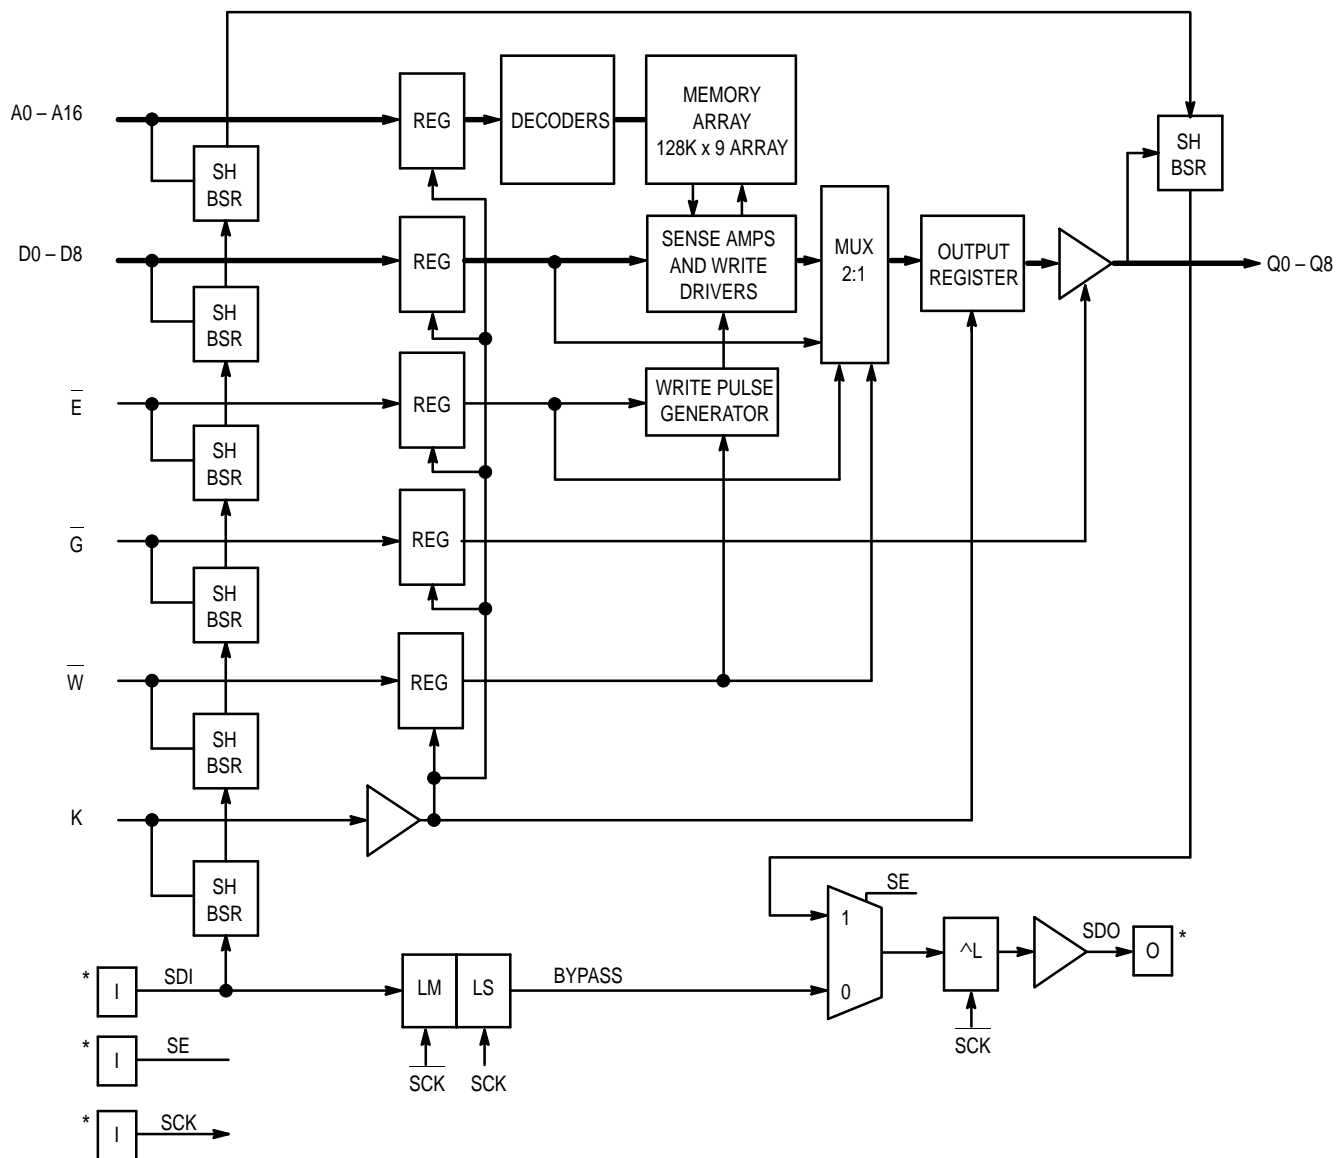 A0 – A16
REG
DECODERS
MEMORY
ARRAY
128K x 9 ARRAY
SH
BSR
SH
BSR
D0 – D8
REG
SENSE AMPS
AND WRITE
DRIVERS
MUX
2:1
OUTPUT
REGISTER
Q0 – Q8
SH
BSR
E
REG
WRITE PULSE
GENERATOR
SH
BSR
G
REG
SH
BSR
W
REG
SH
BSR
K
SH
BSR
SE
1
0
^L
SCK
SDO
O
*
*
I
SDI
LM
LS
BYPASS
SCK
SCK
*
I
SE
*
I
SCK